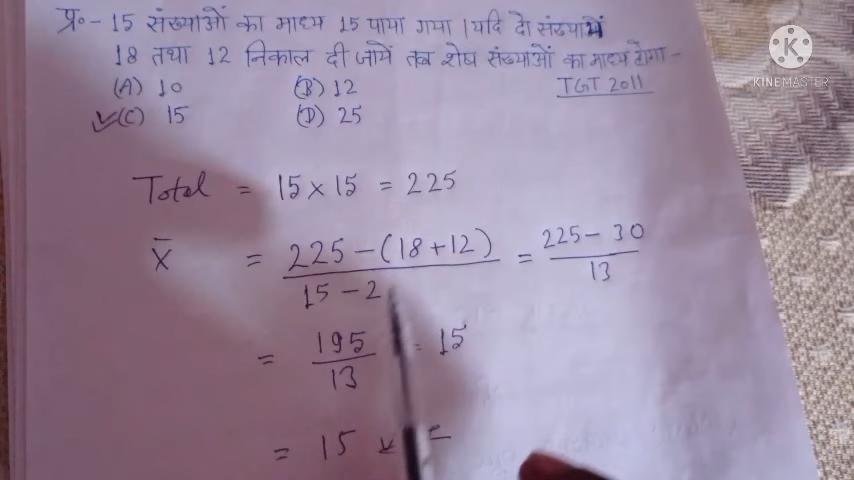 प्र०- 15 संख्याओं का माध्य 15 पाया गया । यदि दो संख्यायें
18 तथा 12 निकाल दी जायें तब शेष संख्याओं का माध्य होगा -
(A) 10 (B) 12 TGT 2011
✓(C) 15 (D) 25
Total = 15 × 15 = 225
x̄ = 225 - (18 + 12) / 15 - 2 = 225 - 30 / 13
= 195 / 13 = 15
= 15
KINEMASTER